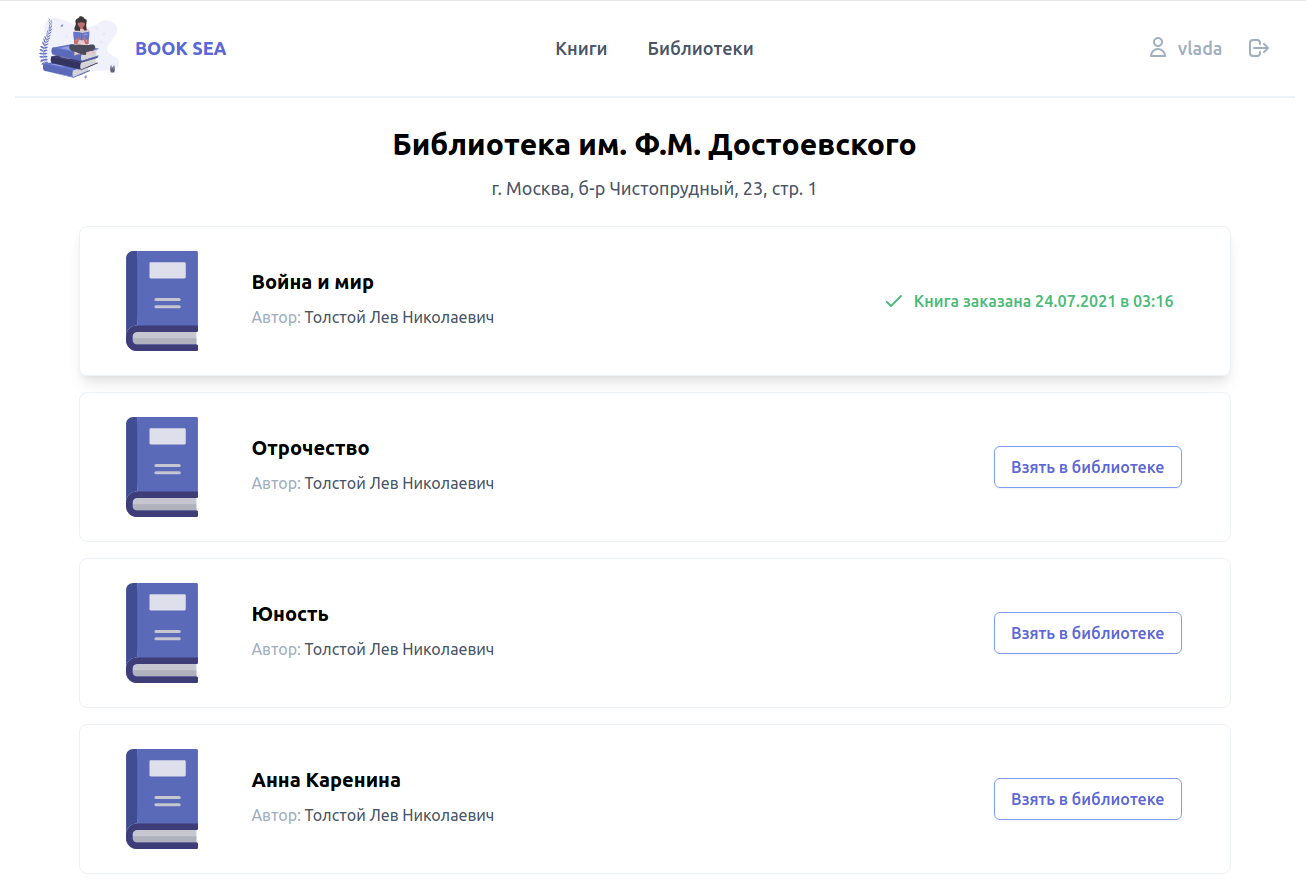 BOOK SEA
Книги
Библиотеки
vlada
Библиотека им. Ф.М. Достоевского
г. Москва, б-р Чистопрудный, 23, стр. 1
Война и мир
Автор: Толстой Лев Николаевич
Книга заказана 24.07.2021 в 03:16
Отрочество
Автор: Толстой Лев Николаевич
Взять в библиотеке
Юность
Автор: Толстой Лев Николаевич
Взять в библиотеке
Анна Каренина
Автор: Толстой Лев Николаевич
Взять в библиотеке